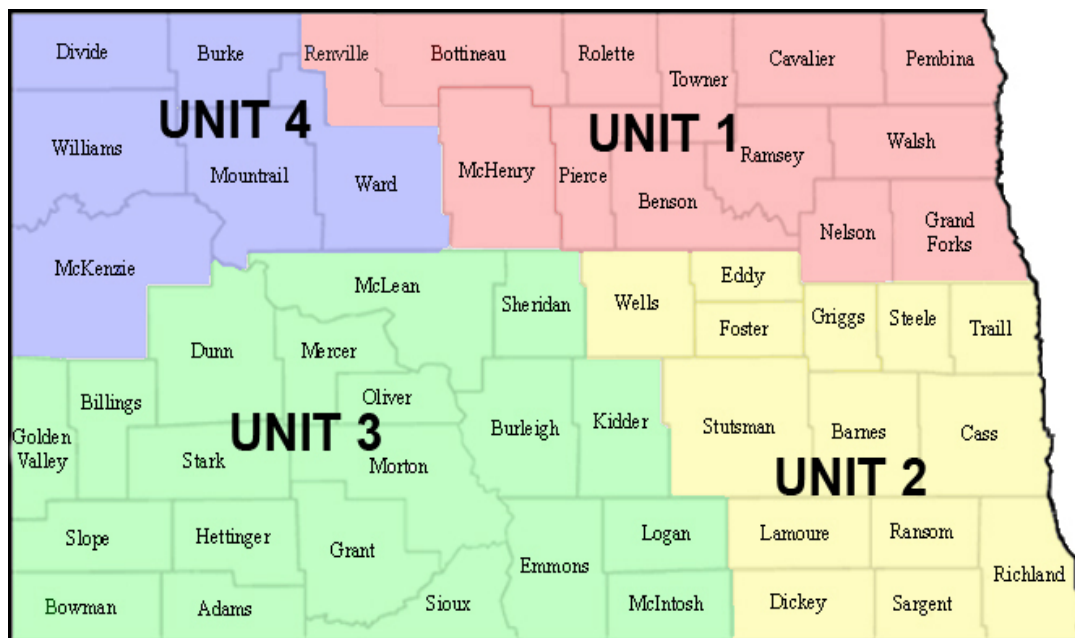 Divide
Burke
Renville
Bottineau
Rolette
Towner
Cavalier
Pembina
UNIT 4
UNIT 1
Williams
Mountrail
Ward
McHenry
Pierce
Benson
Ramsey
Walsh
Nelson
Grand
Forks
McKenzie
McLean
Sheridan
Wells
Eddy
Foster
Griggs
Steele
Traill
Dunn
Mercer
Oliver
Billings
Golden
Valley
UNIT 3
Stark
Morton
Burleigh
Kidder
Stutsman
Barnes
Cass
UNIT 2
Slope
Hettinger
Grant
Emmons
Logan
Lamoure
Ransom
Richland
Bowman
Adams
Sioux
McIntosh
Dickey
Sargent